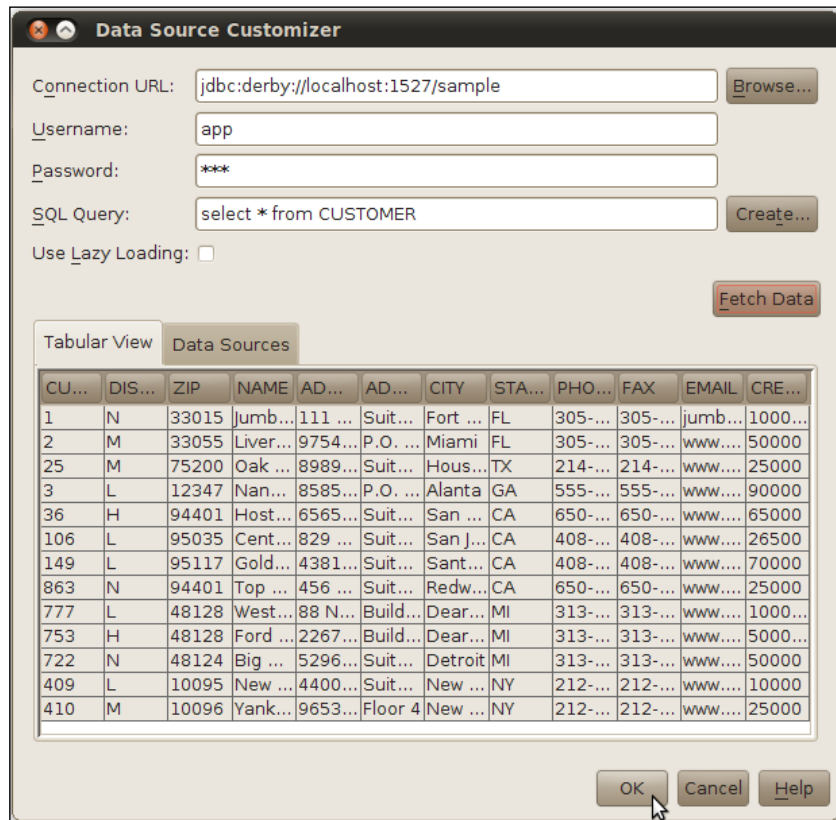 Data Source Customizer
Connection URL: jdbc:derby://localhost:1527/sample Browse...
Username: app
Password: ***
SQL Query: select * from CUSTOMER Create...
Use Lazy Loading:
Fetch Data
Tabular View Data Sources
CU... DIS... ZIP NAME AD... AD... CITY STA... PHO... FAX EMAIL CRE...
1 N 33015 Jumb... 111 ... Suit... Fort ... FL 305-... 305-... jumb... 1000...
2 M 33055 Liver... 9754... P.O. ... Miami FL 305-... 305-... www.... 50000
25 M 75200 Oak ... 8989... Suit... Hous... TX 214-... 214-... www.... 25000
3 L 12347 Nan... 8585... P.O. ... Alanta GA 555-... 555-... www.... 90000
36 H 94401 Host... 6565... Suit... San ... CA 650-... 650-... www.... 65000
106 L 95035 Cent... 829 ... Suit... San J... CA 408-... 408-... www.... 26500
149 L 95117 Gold... 4381... Suit... Sant... CA 408-... 408-... www.... 70000
863 N 94401 Top ... 456 ... Suit... Redw... CA 650-... 650-... www.... 25000
777 L 48128 West... 88 N... Build... Dear... MI 313-... 313-... www.... 1000...
753 H 48128 Ford ... 2267... Build... Dear... MI 313-... 313-... www.... 5000...
722 N 48124 Big ... 5296... Suit... Detroit MI 313-... 313-... www.... 50000
409 L 10095 New ... 4400... Suit... New ... NY 212-... 212-... www.... 10000
410 M 10096 Yank... 9653... Floor 4 New ... NY 212-... 212-... www.... 25000
OK Cancel Help